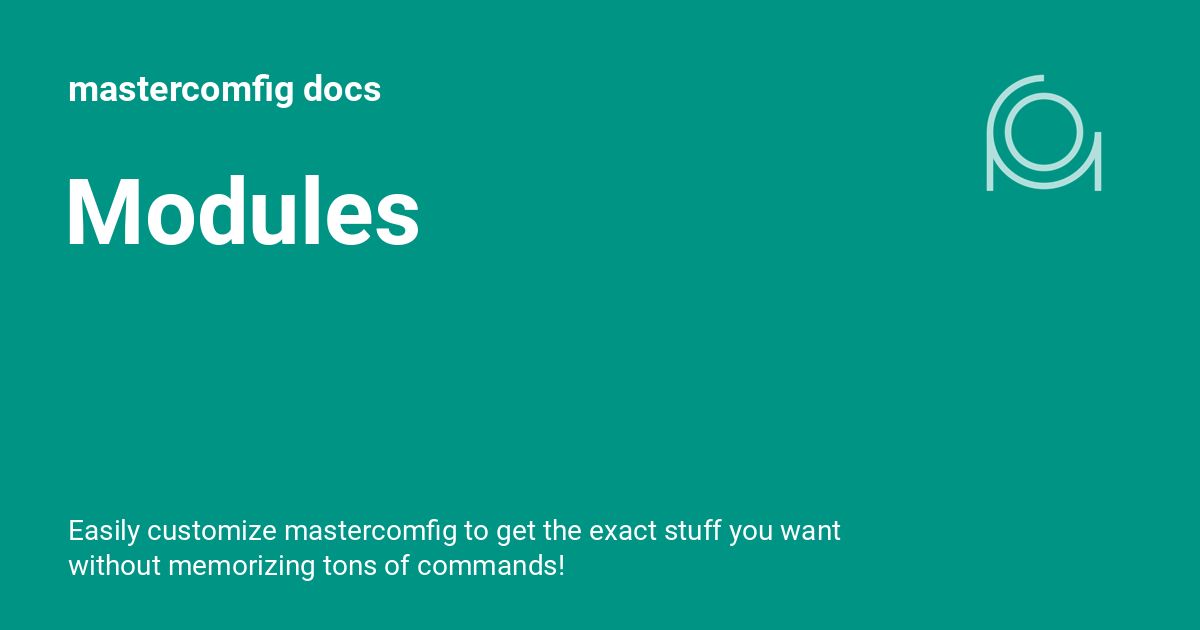 mastercomfig docs
Modules
Easily customize mastercomfig to get the exact stuff you want
without memorizing tons of commands!